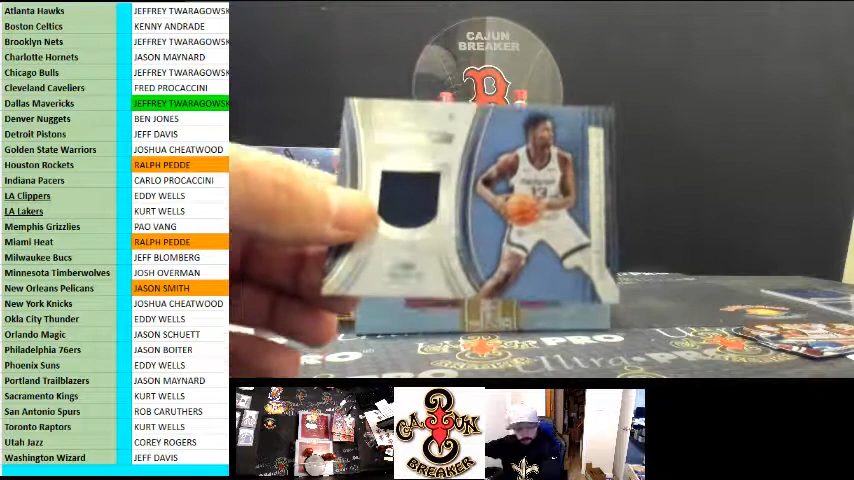 Atlanta Hawks JEFFREY TWARAGOWSK
Boston Celtics KENNY ANDRADE
Brooklyn Nets JEFFREY TWARAGOWSK
Charlotte Hornets JASON MAYNARD
Chicago Bulls JEFFREY TWARAGOWSK
Cleveland Cavaliers FRED PROCACCINI
Dallas Mavericks JEFFREY TWARAGOWSK
Denver Nuggets BEN JONES
Detroit Pistons JEFF DAVIS
Golden State Warriors JOSHUA CHEATWOOD
Houston Rockets RALPH PEDDE
Indiana Pacers CARLO PROCACCINI
LA Clippers EDDY WELLS
LA Lakers KURT WELLS
Memphis Grizzlies PAO VANG
Miami Heat RALPH PEDDE
Milwaukee Bucs JEFF BLOMBERG
Minnesota Timberwolves JOSH OVERMAN
New Orleans Pelicans JASON SMITH
New York Knicks JOSHUA CHEATWOOD
Okla City Thunder EDDY WELLS
Orlando Magic JASON SCHUETT
Philadelphia 76ers JASON BOITER
Phoenix Suns EDDY WELLS
Portland Trailblazers JASON MAYNARD
Sacramento Kings KURT WELLS
San Antonio Spurs ROB CARUTHERS
Toronto Raptors KURT WELLS
Utah Jazz COREY ROGERS
Washington Wizard JEFF DAVIS
CAJUN
BREAKER
B
13
PRO
Ultra PRO
CAJUN
BREAKER